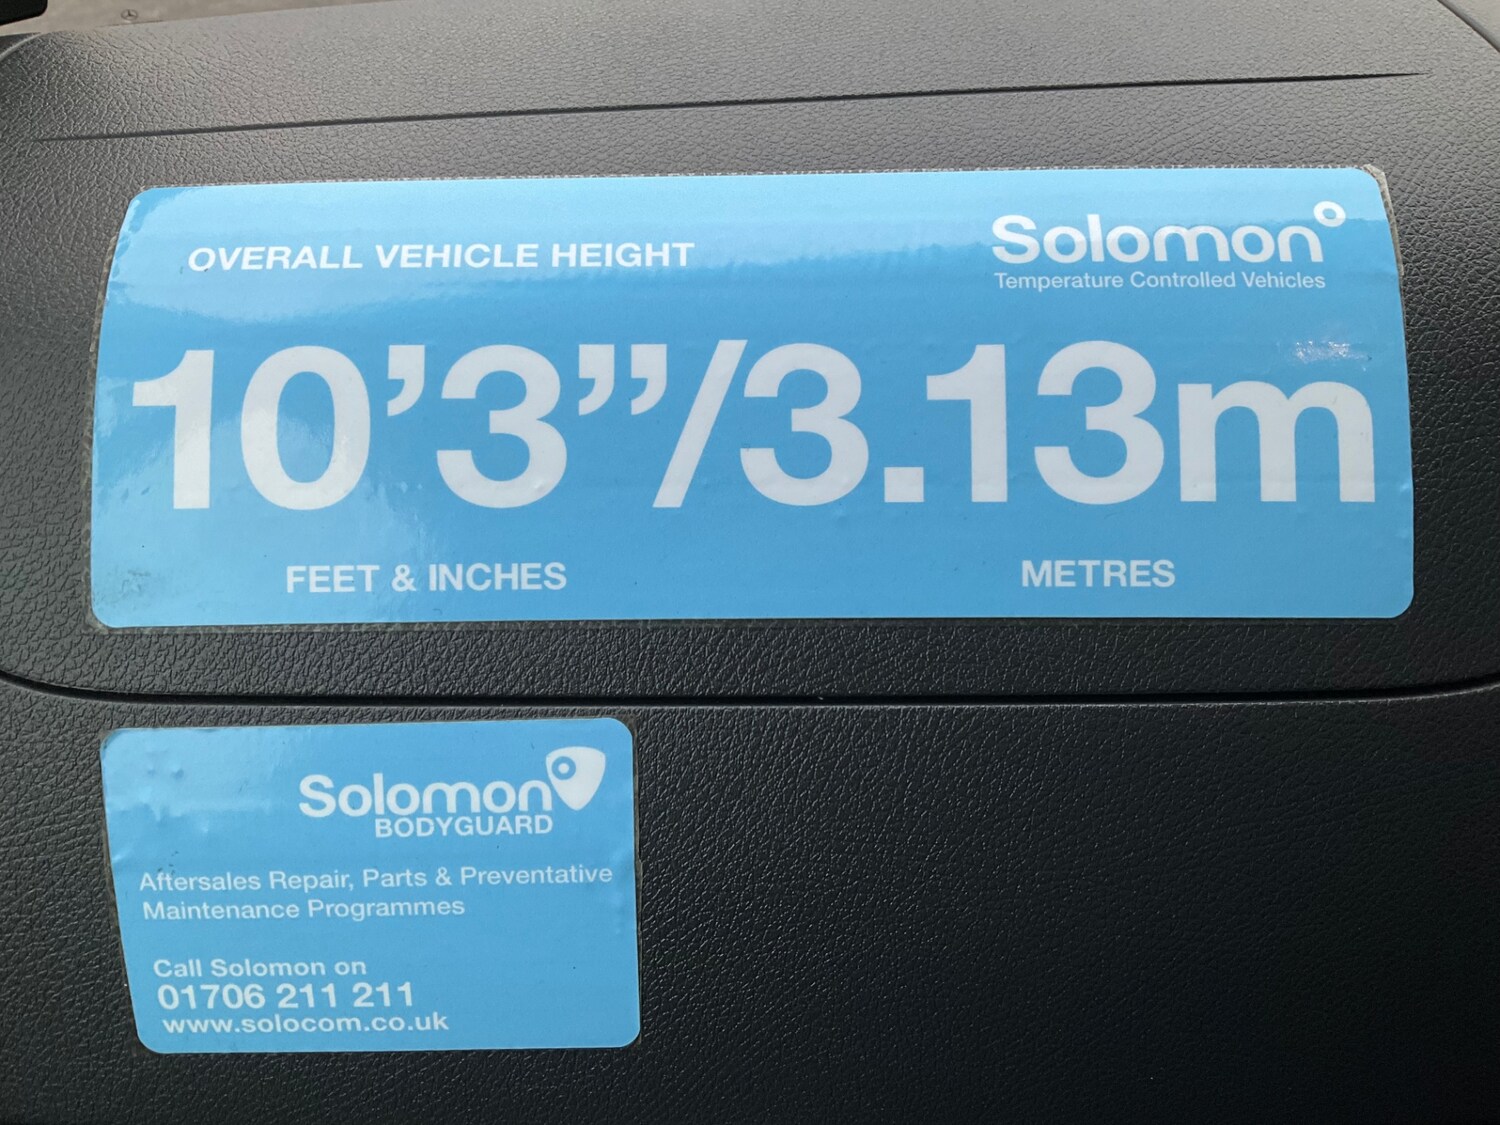 OVERALL VEHICLE HEIGHT
Solomon
Temperature Controlled Vehicles
10’3”/3.13m
FEET & INCHES
METRES
Solomon
BODYGUARD
Aftersales Repair, Parts & Preventative
Maintenance Programmes
Call Solomon on
01706 211 211
www.solocom.co.uk